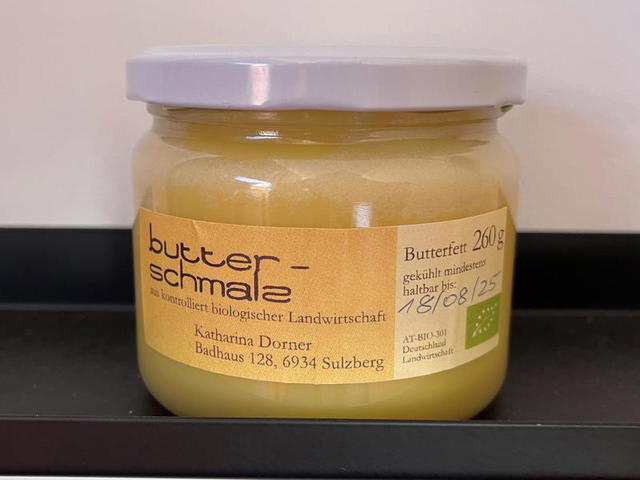 butter-
schmalz
aus kontrolliert biologischer Landwirtschaft
Katharina Dorner
Badhaus 128, 6934 Sulzberg
Butterfett 260 g
gekühlt mindestens
haltbar bis:
18/08/25
AT-BIO-301
Deutschland
Landwirtschaft